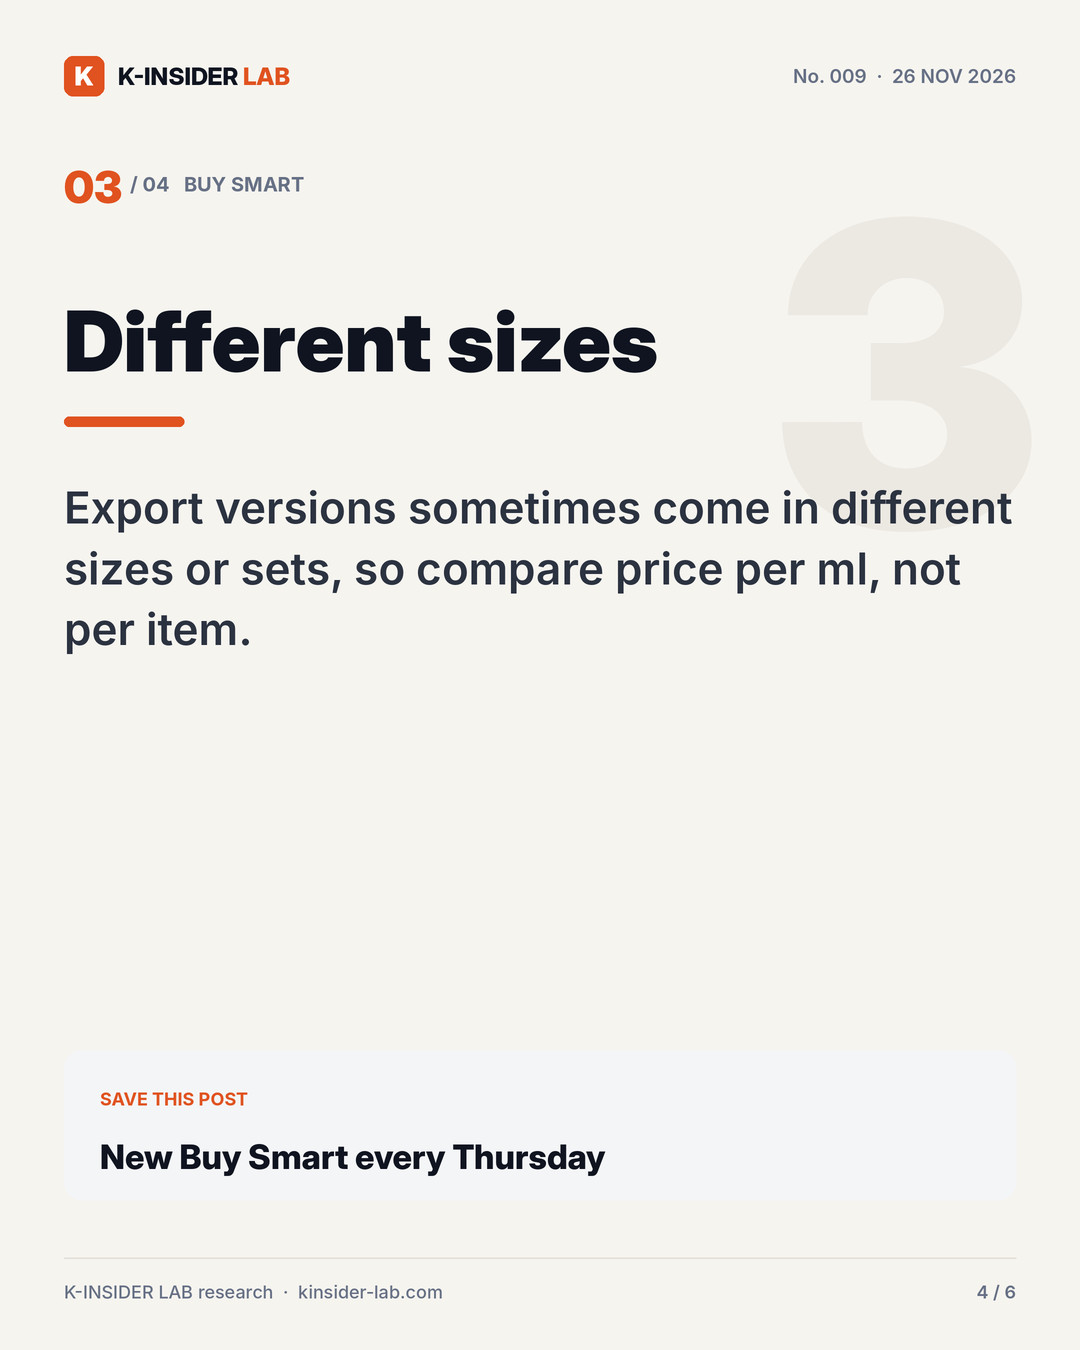 K K-INSIDER LAB
No. 009 · 26 NOV 2026
03 / 04 BUY SMART
3
Different sizes
Export versions sometimes come in different
sizes or sets, so compare price per ml, not
per item.
SAVE THIS POST
New Buy Smart every Thursday
K-INSIDER LAB research · kinsider-lab.com
4 / 6